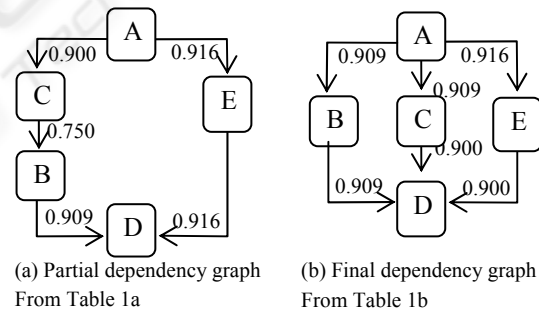 A
0.900
0.916
C
E
0.750
B
0.909
0.916
D
(a) Partial dependency graph
From Table 1a
A
0.909
0.916
0.909
B
C
E
0.900
0.909
0.900
D
(b) Final dependency graph
From Table 1b